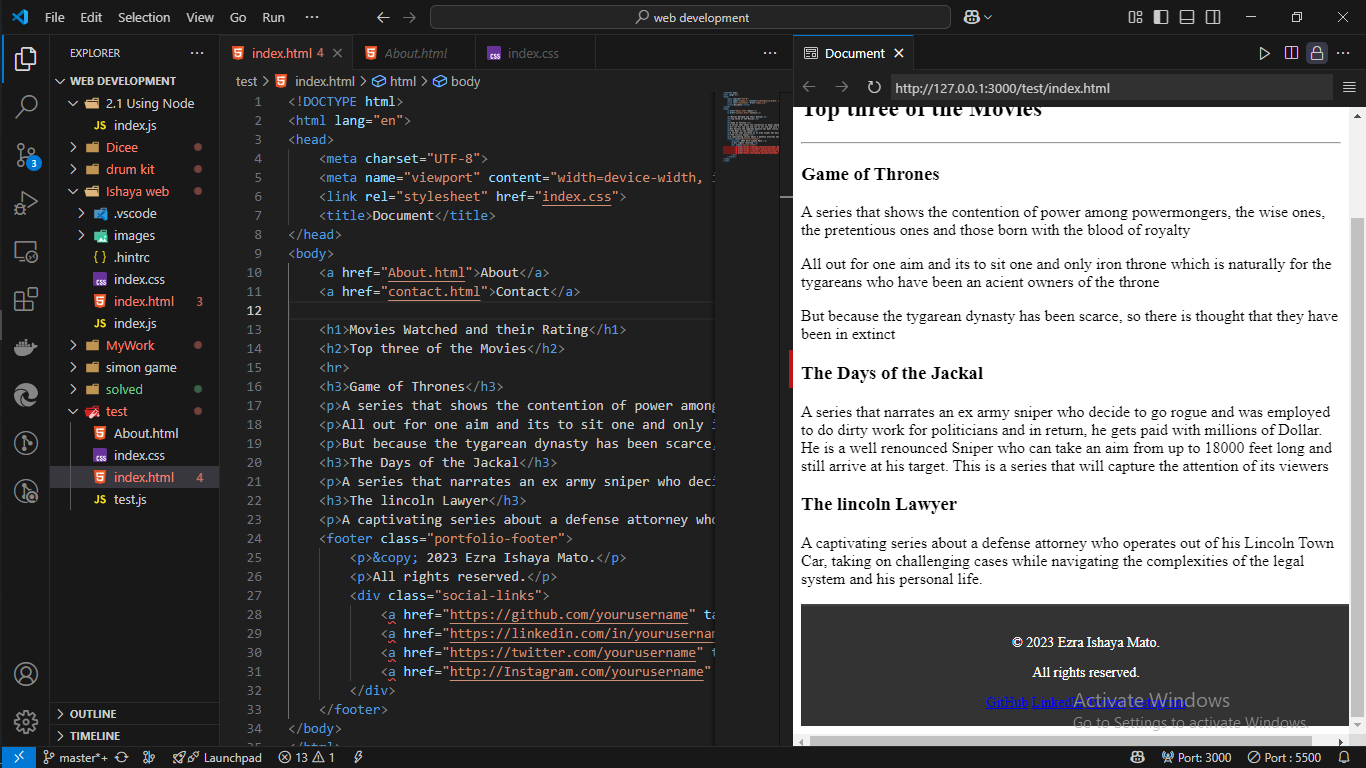 File Edit Selection View Go Run ···
web development
EXPLORER ···
WEB DEVELOPMENT
2.1 Using Node
JS index.js
Dicee
drum kit
Ishaya web
.vscode
images
{ } .hintrc
css index.css
index.html 3
JS index.js
MyWork
simon game
solved
test
About.html
css index.css
index.html 4
JS test.js
OUTLINE
TIMELINE
3
index.html 4
About.html
css index.css
···
test > index.html > html > body
1 <!DOCTYPE html>
2 <html lang="en">
3 <head>
4 <meta charset="UTF-8">
5 <meta name="viewport" content="width=device-width,
6 <link rel="stylesheet" href="index.css">
7 <title>Document</title>
8 </head>
9 <body>
10 <a href="About.html">About</a>
11 <a href="contact.html">Contact</a>
12
13 <h1>Movies Watched and their Rating</h1>
14 <h2>Top three of the Movies</h2>
15 <hr>
16 <h3>Game of Thrones</h3>
17 <p>A series that shows the contention of power among
18 <p>All out for one aim and its to sit one and only
19 <p>But because the tygarean dynasty has been scarce,
20 <h3>The Days of the Jackal</h3>
21 <p>A series that narrates an ex army sniper who deci
22 <h3>The lincoln Lawyer</h3>
23 <p>A captivating series about a defense attorney who
24 <footer class="portfolio-footer">
25 <p>&copy; 2023 Ezra Ishaya Mato.</p>
26 <p>All rights reserved.</p>
27 <div class="social-links">
28 <a href="https://github.com/yourusername" ta
29 <a href="https://linkedin.com/in/yourusernam
30 <a href="https://twitter.com/yourusername" t
31 <a href="http://Instagram.com/yourusername"
32 </div>
33 </footer>
34 </body>
Document
···
http://127.0.0.1:3000/test/index.html
Top three of the Movies
Game of Thrones
A series that shows the contention of power among powermongers, the wise ones,
the pretentious ones and those born with the blood of royalty
All out for one aim and its to sit one and only iron throne which is naturally for the
tygareans who have been an acient owners of the throne
But because the tygarean dynasty has been scarce, so there is thought that they have
been in extinct
The Days of the Jackal
A series that narrates an ex army sniper who decide to go rogue and was employed
to do dirty work for politicians and in return, he gets paid with millions of Dollar.
He is a well renounced Sniper who can take an aim from up to 18000 feet long and
still arrive at his target. This is a series that will capture the attention of its viewers
The lincoln Lawyer
A captivating series about a defense attorney who operates out of his Lincoln Town
Car, taking on challenging cases while navigating the complexities of the legal
system and his personal life.
© 2023 Ezra Ishaya Mato.
All rights reserved.
GitHub
Activate Windows
Go to Settings to activate Windows.
master*+ Launchpad 13 1 Port: 3000 Port : 5500